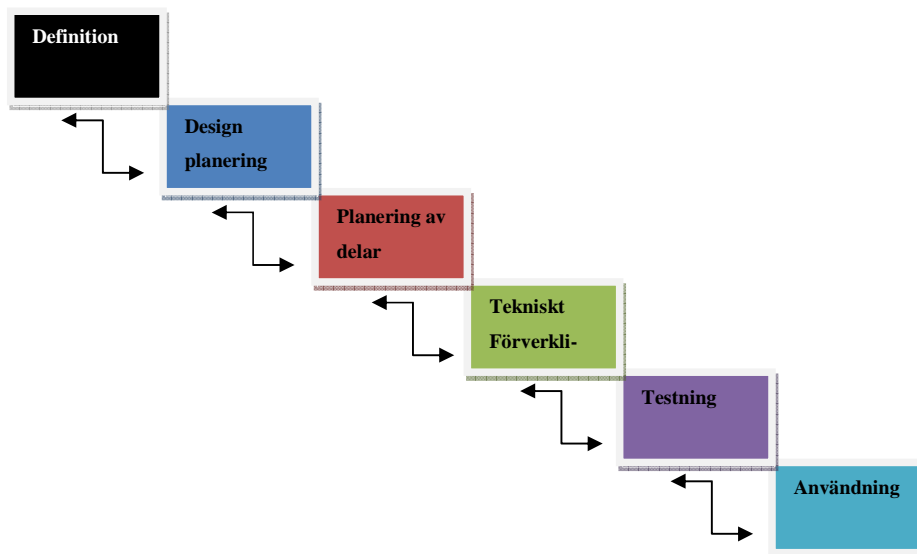 Definition
Design
planering
Planering av
delar
Tekniskt
Förverkli-
Testning
Användning